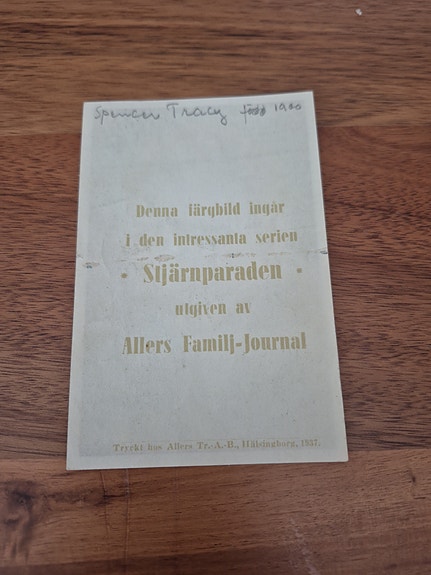 Spencer Tracy född 1900
Denna färgbild ingår
i den intressanta serien
• Stjärnparaden •
utgiven av
Allers Familj-Journal
Tryckt hos Allers Tr.-A.-B., Hälsingborg, 1937.